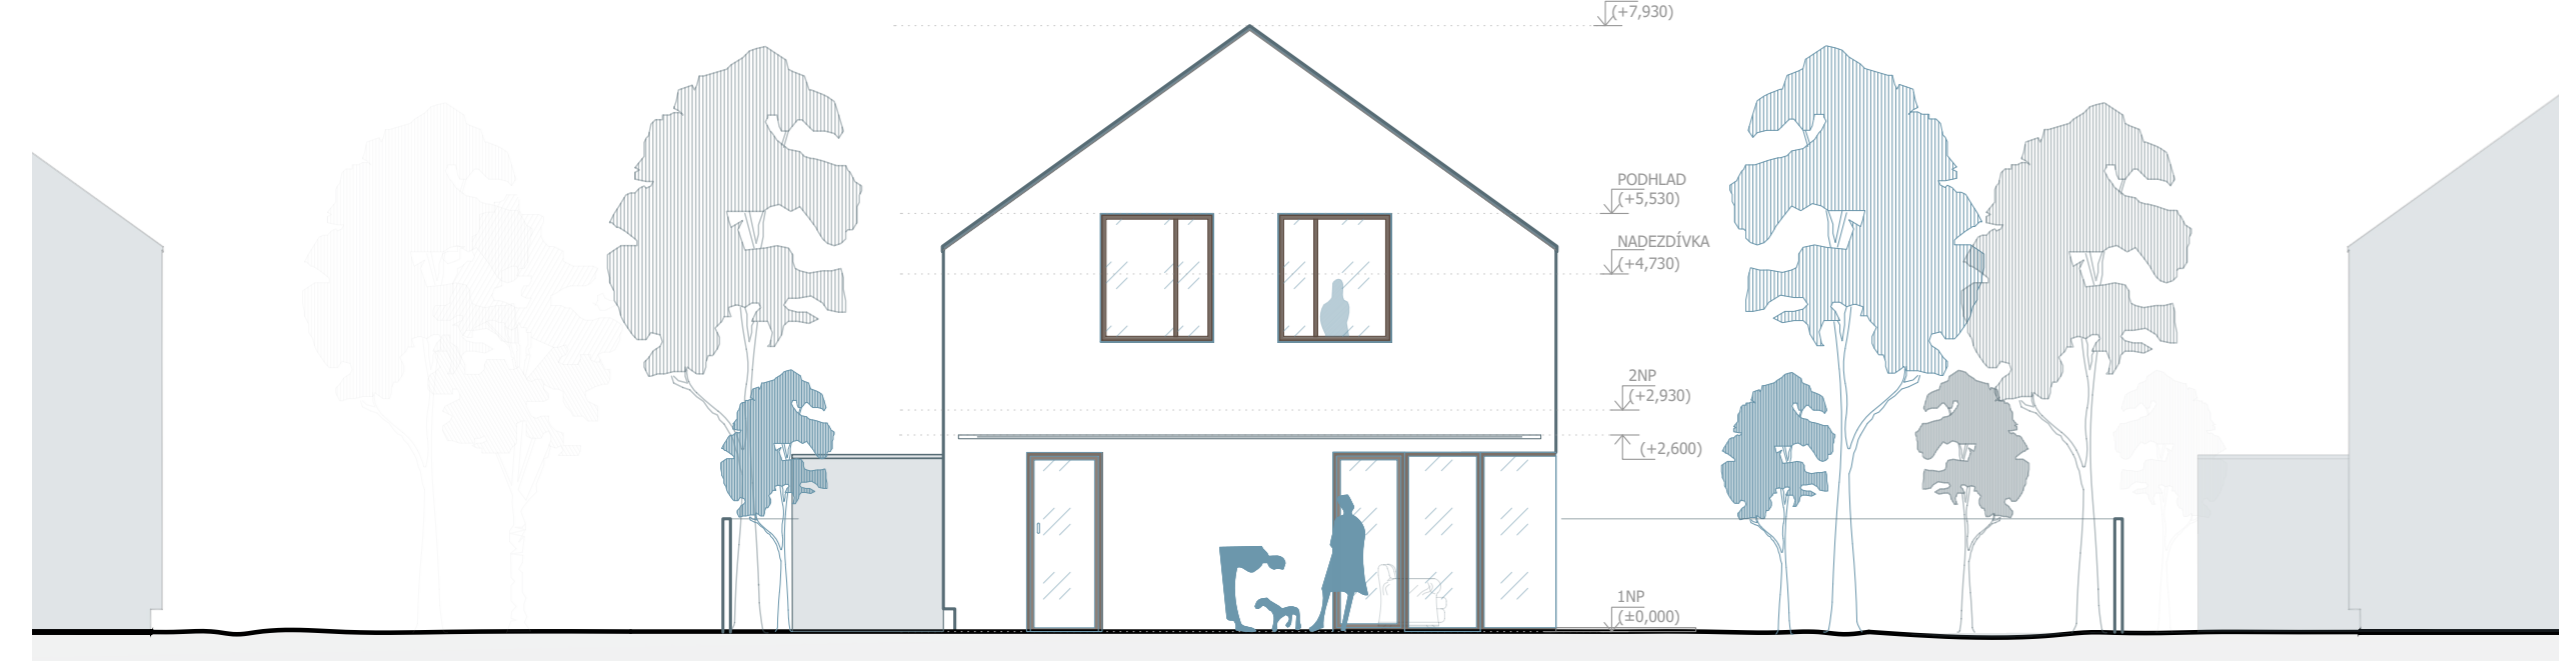 (+7,930)
PODHLAD
(+5,530)
NADEZDÍVKA
(+4,730)
2NP
(+2,930)
(+2,600)
1NP
(±0,000)